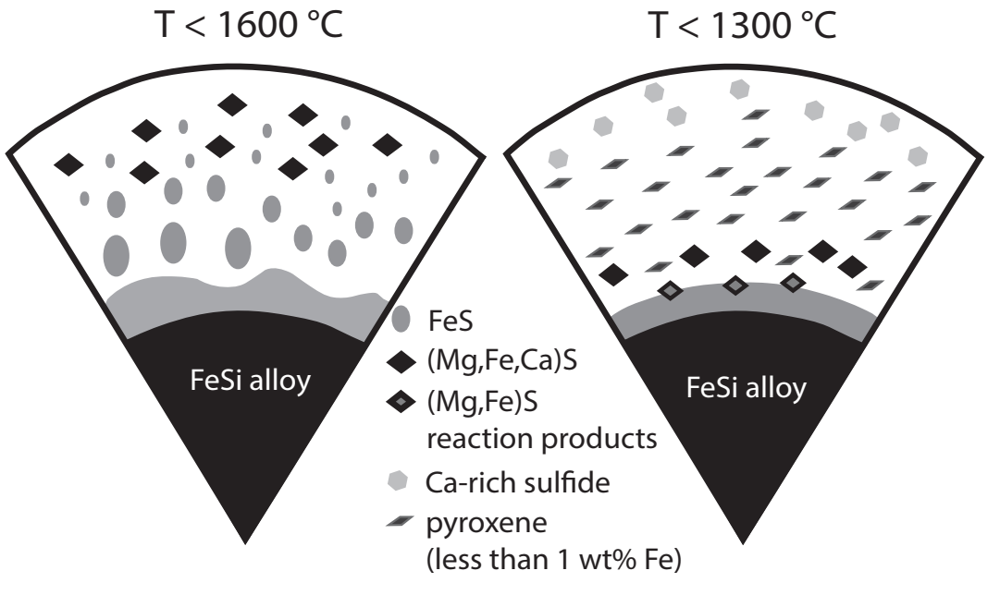 T < 1600 °C
T < 1300 °C
FeSi alloy
FeSi alloy
FeS
(Mg,Fe,Ca)S
(Mg,Fe)S
reaction products
Ca-rich sulfide
pyroxene
(less than 1 wt% Fe)